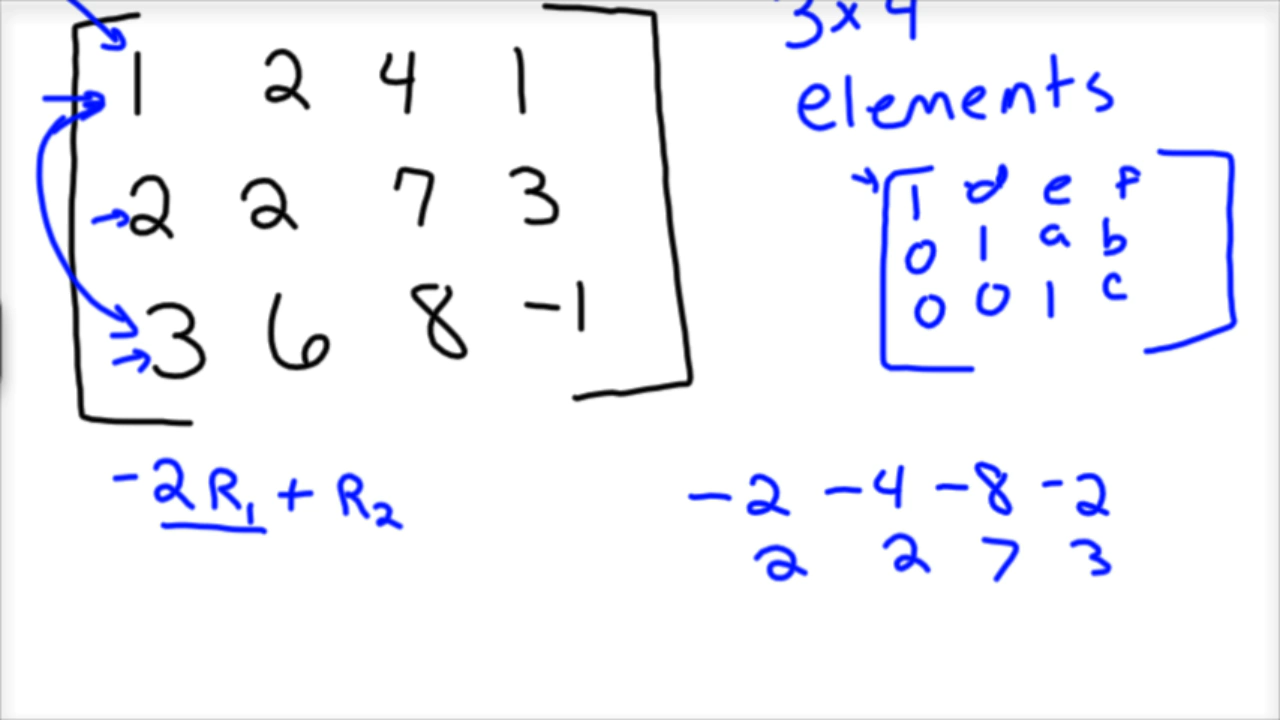 3x4
elements
1 2 4 1
2 2 7 3
3 6 8 -1
1 d e f
0 1 a b
0 0 1 c
-2R₁ + R₂
-2 -4 -8 -2
2 2 7 3